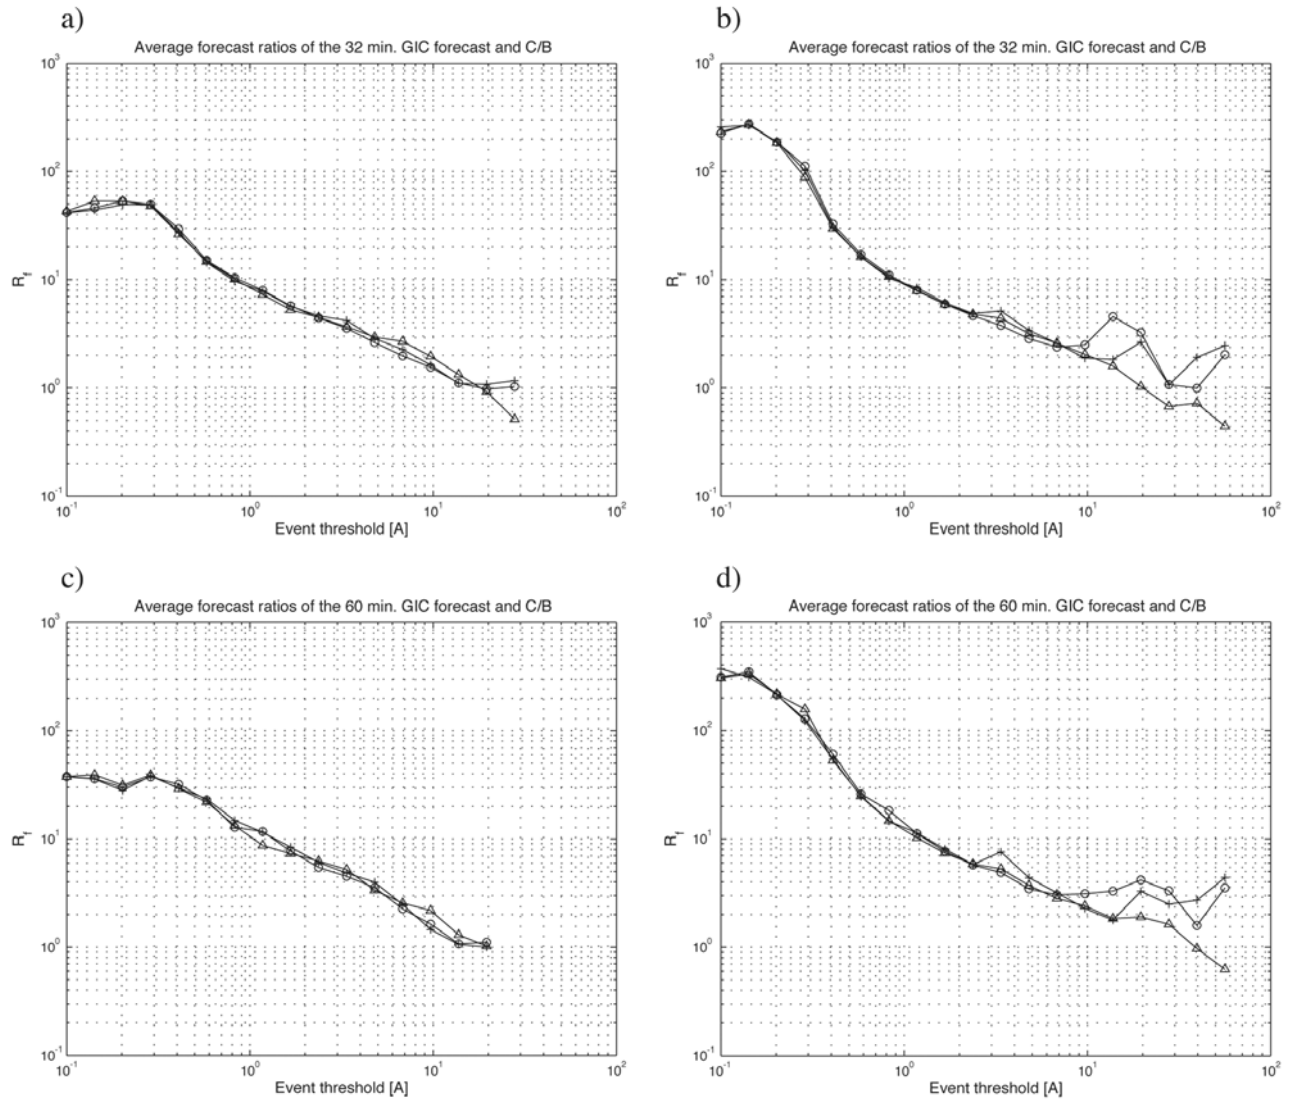 a)
Average forecast ratios of the 32 min. GIC forecast and C/B
10^3
10^2
10^1
10^0
10^-1
R_f
10^-1 10^0 10^1 10^2
Event threshold [A]
b)
Average forecast ratios of the 32 min. GIC forecast and C/B
10^3
10^2
10^1
10^0
10^-1
R_f
10^-1 10^0 10^1 10^2
Event threshold [A]
c)
Average forecast ratios of the 60 min. GIC forecast and C/B
10^3
10^2
10^1
10^0
10^-1
R_f
10^-1 10^0 10^1 10^2
Event threshold [A]
d)
Average forecast ratios of the 60 min. GIC forecast and C/B
10^3
10^2
10^1
10^0
10^-1
R_f
10^-1 10^0 10^1 10^2
Event threshold [A]